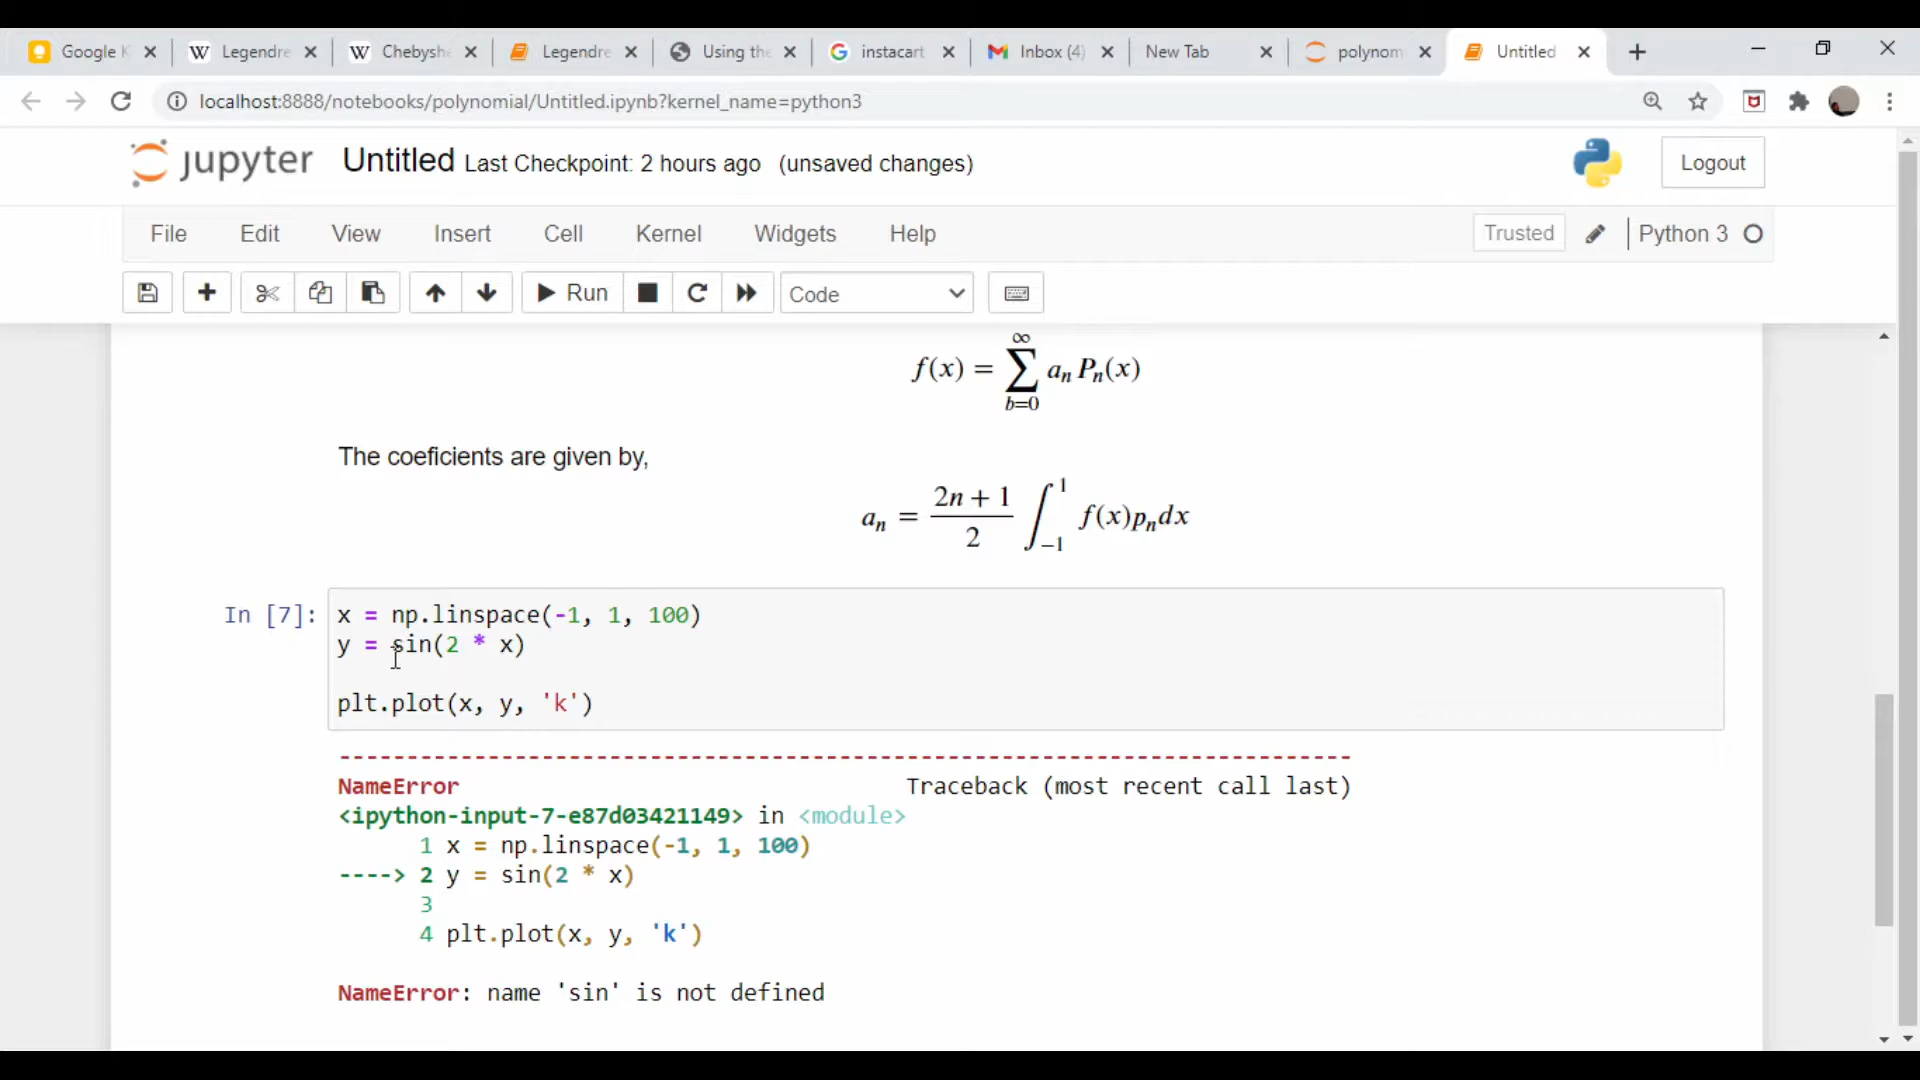 Google K
Legendre
Chebyshe
Legendre
Using the
instacart
Inbox (4)
New Tab
polynom
Untitled
localhost:8888/notebooks/polynomial/Untitled.ipynb?kernel_name=python3
jupyter Untitled Last Checkpoint: 2 hours ago (unsaved changes)
Logout
File Edit View Insert Cell Kernel Widgets Help Trusted Python 3
Run Code
f(x) = ∑_{b=0}^{∞} a_n P_n(x)
The coeficients are given by,
a_n = \frac{2n + 1}{2} ∫_{-1}^{1} f(x)p_n dx
In [7]: x = np.linspace(-1, 1, 100)
y = sin(2 * x)
plt.plot(x, y, 'k')
---------------------------------------------------------------------------
NameError Traceback (most recent call last)
<ipython-input-7-e87d03421149> in <module>
1 x = np.linspace(-1, 1, 100)
----> 2 y = sin(2 * x)
3
4 plt.plot(x, y, 'k')
NameError: name 'sin' is not defined